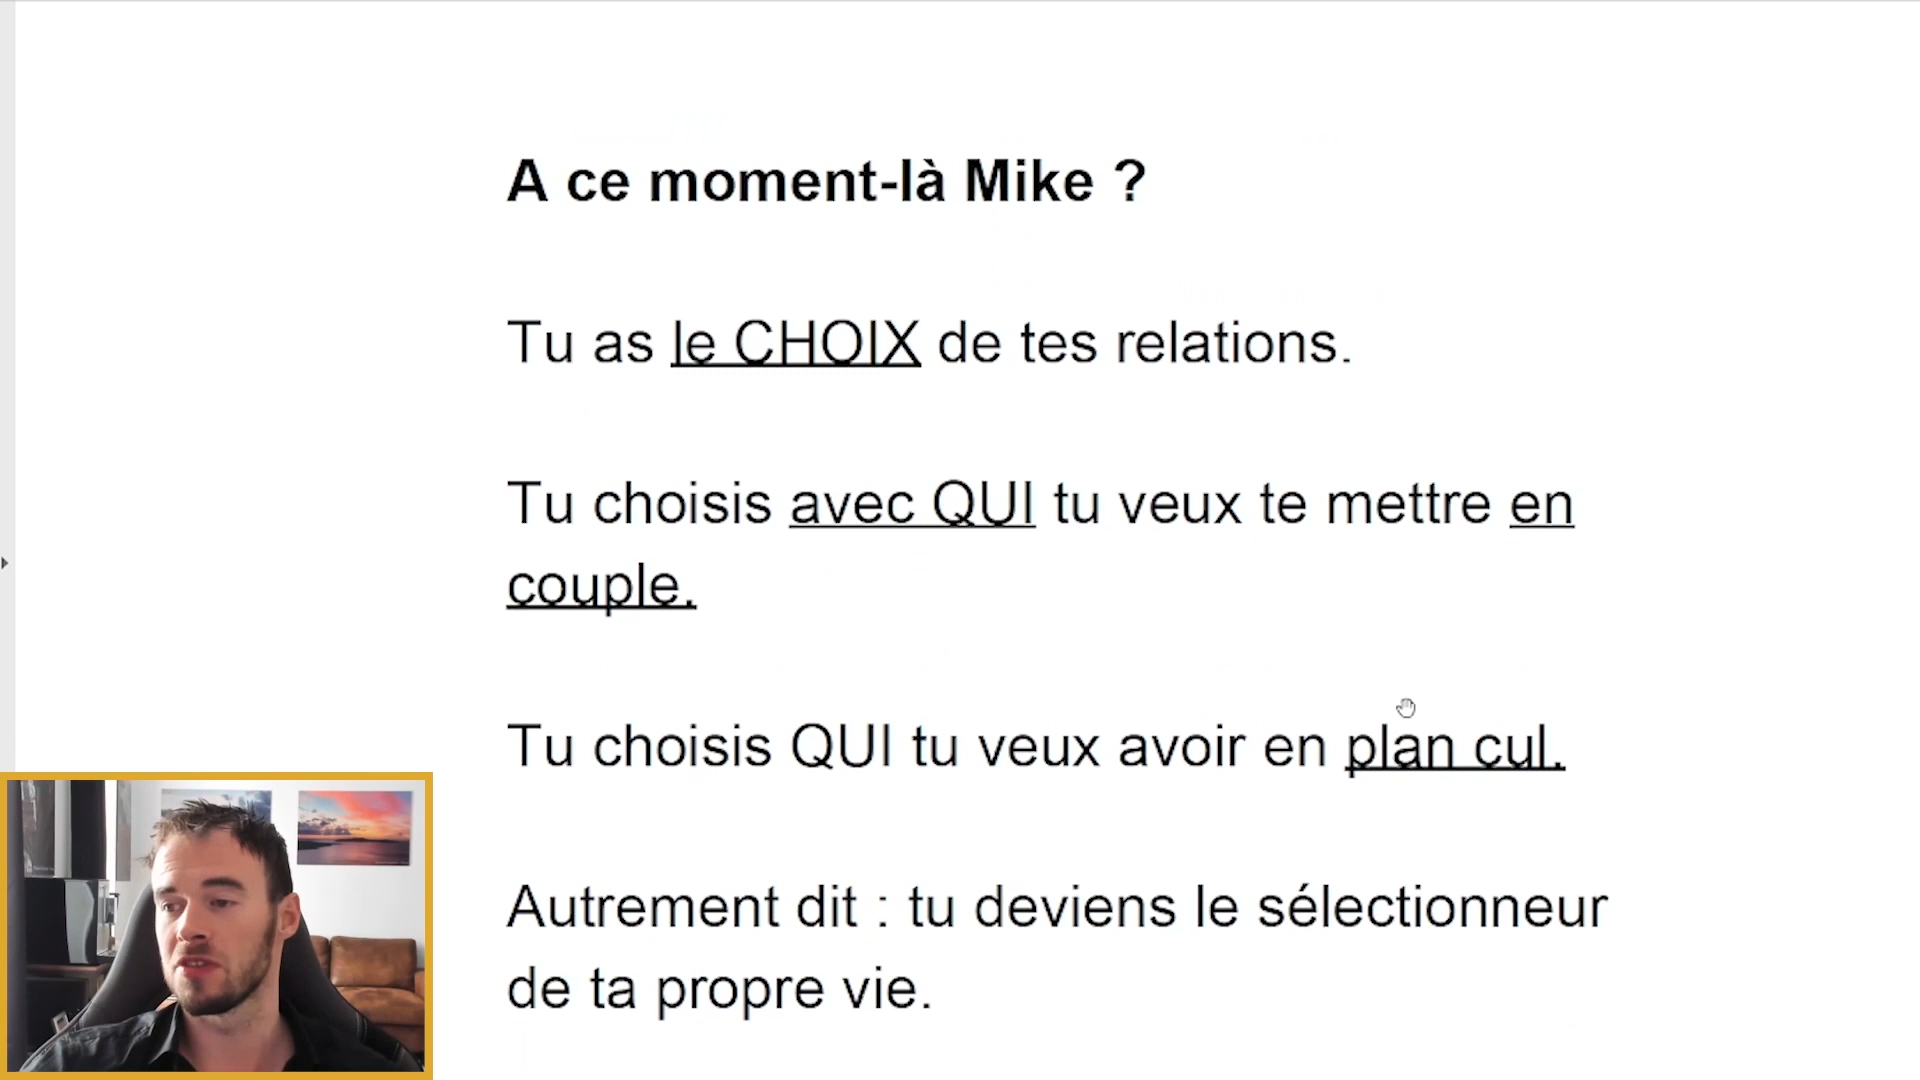 A ce moment-là Mike ?
Tu as le CHOIX de tes relations.
Tu choisis avec QUI tu veux te mettre en
couple.
Tu choisis QUI tu veux avoir en plan cul.
Autrement dit : tu deviens le sélectionneur
de ta propre vie.